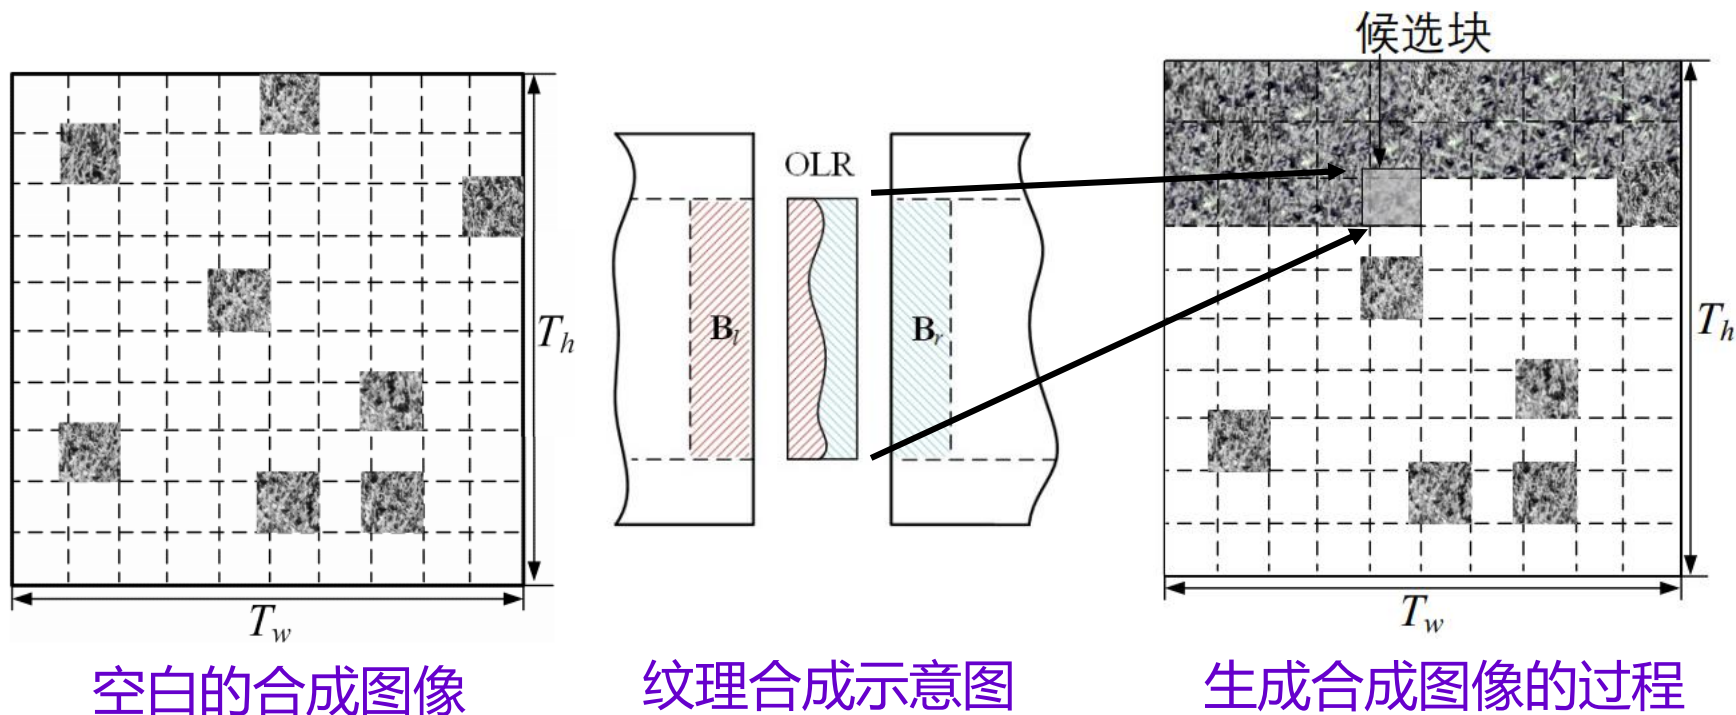 候选块
OLR
B_l
B_r
T_h
T_w
T_h
T_w
空白的合成图像
纹理合成示意图
生成合成图像的过程